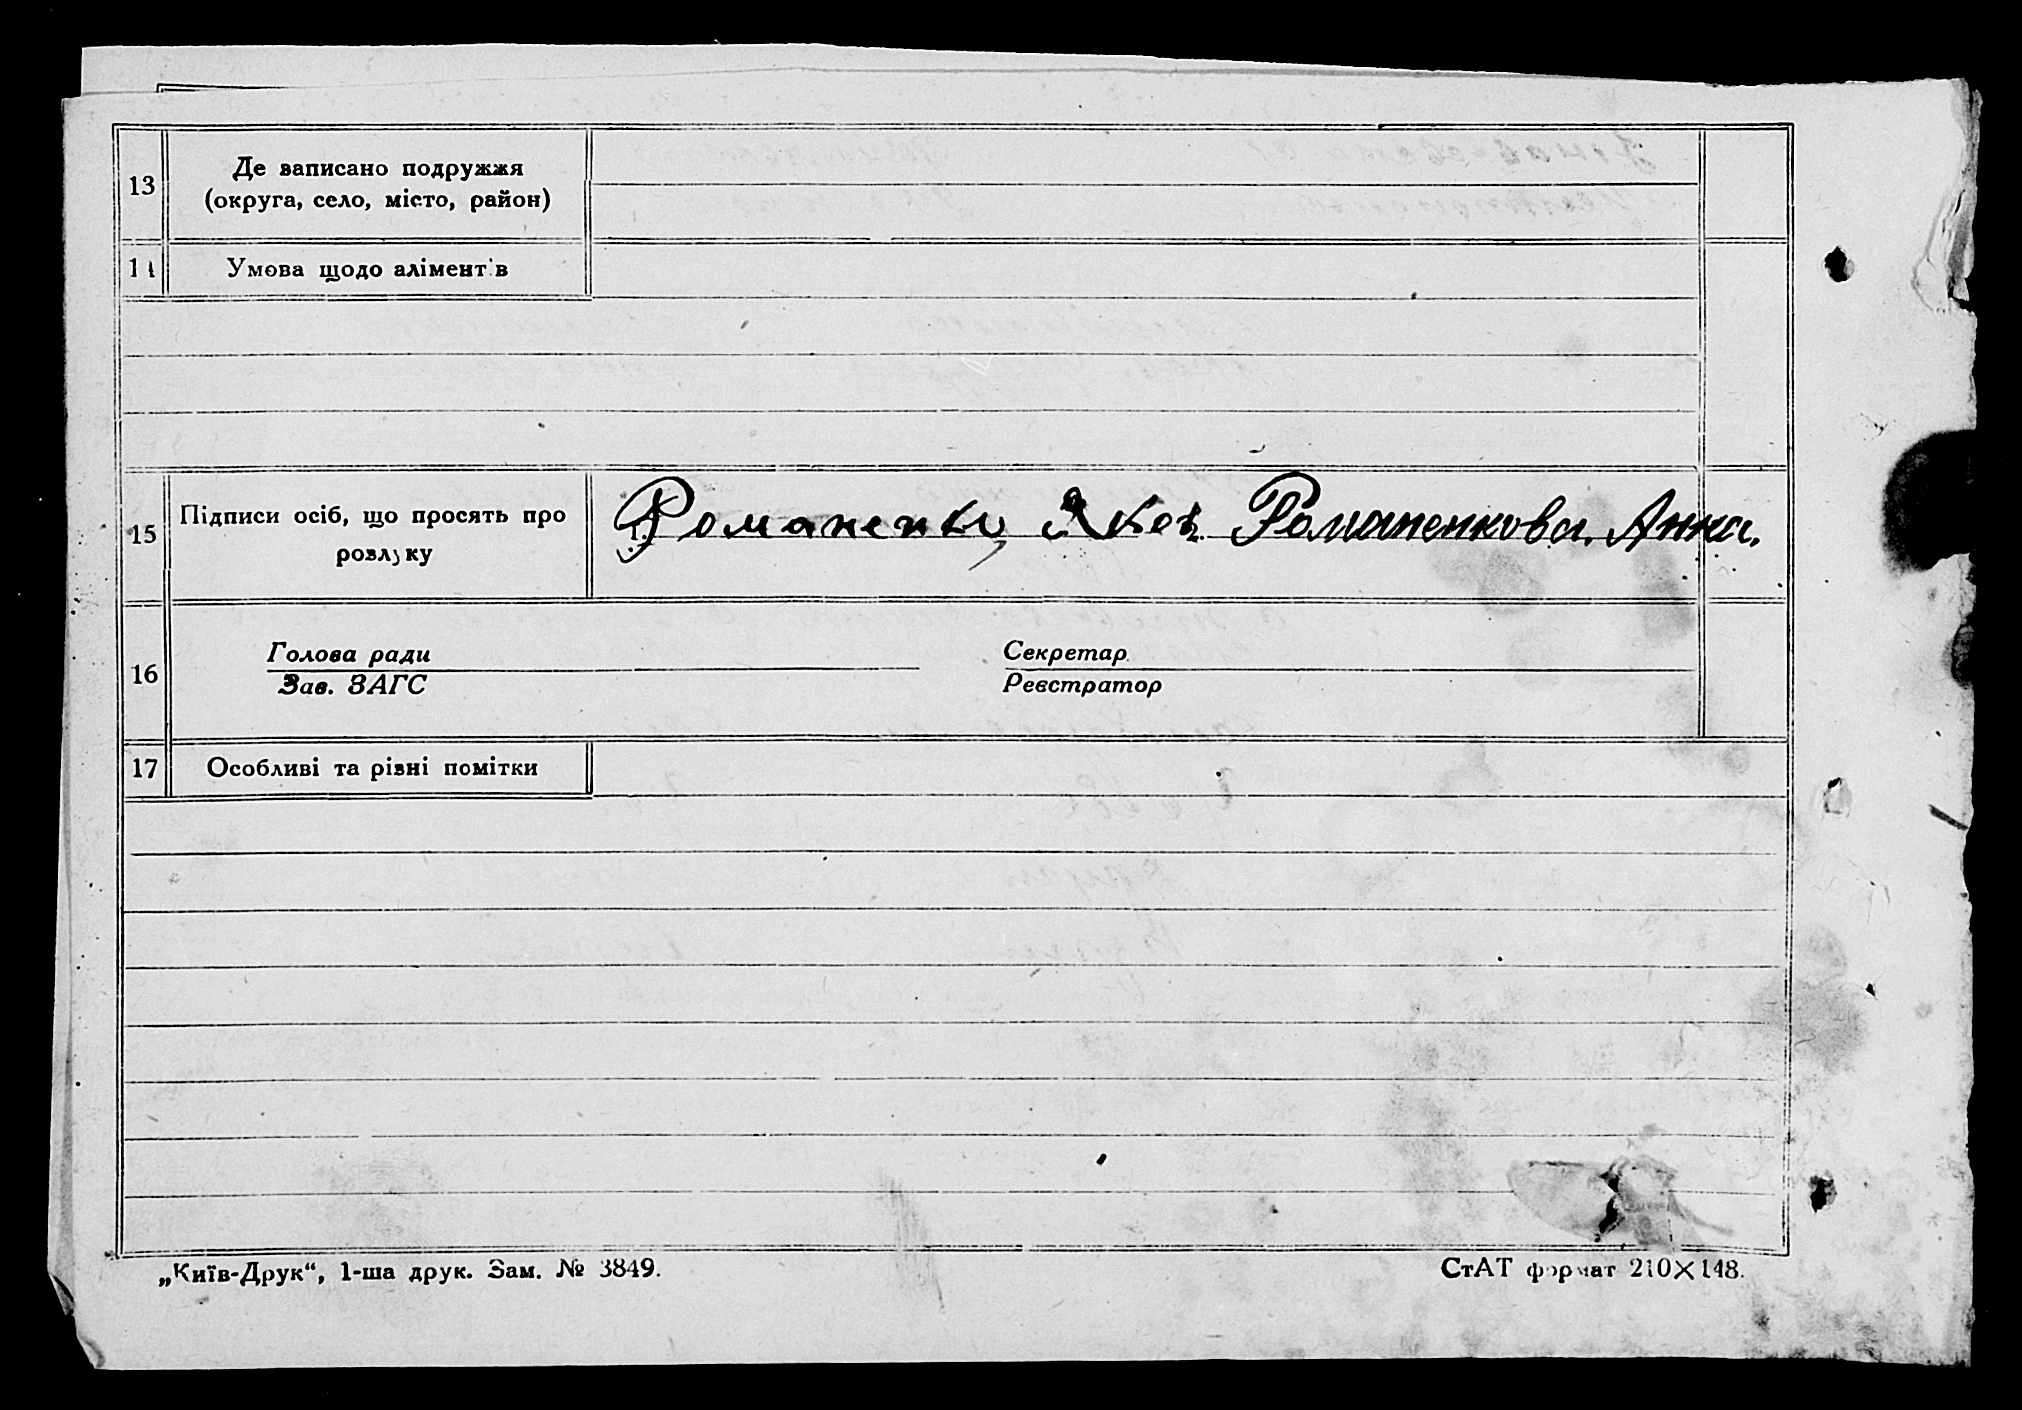 13
Де записано подружжя
(округа, село, місто, район)
14
Умова щодо аліментів
15
Підписи осіб, що просять про
розлуку
Романенко Яков Романенкова Анна.
16
Голова ради
Зав. ЗАГС
Секретар
Реєстратор
17
Особливі та різні помітки
„Київ-Друк“, 1-ша друк. Зам. № 3849.
СтАТ формат 210×148.